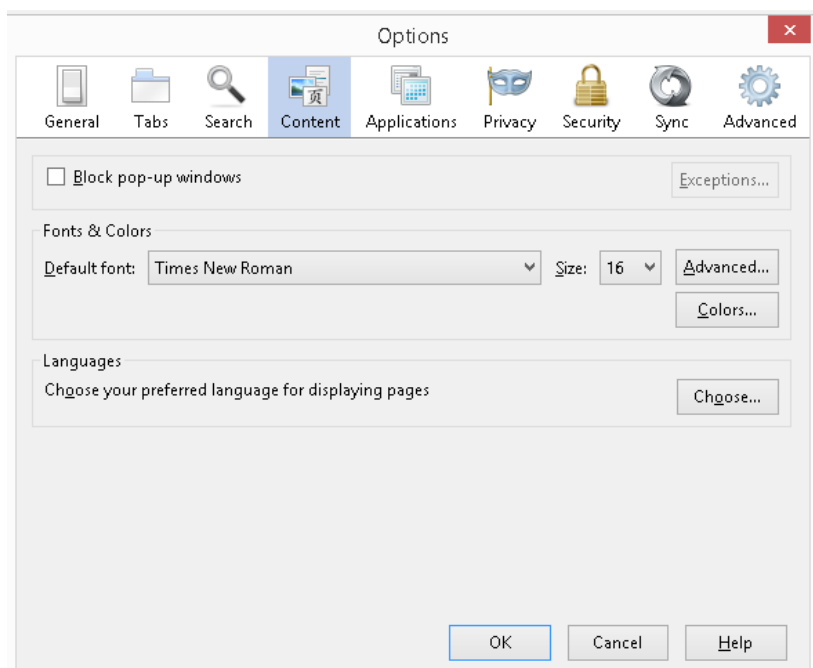 Options
General Tabs Search Content Applications Privacy Security Sync Advanced
页
Block pop-up windows Exceptions...
Fonts & Colors
Default font: Times New Roman Size: 16 Advanced...
Colors...
Languages
Choose your preferred language for displaying pages Choose...
OK Cancel Help